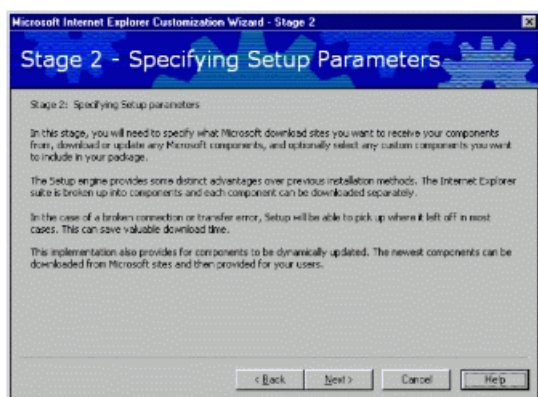 Microsoft Internet Explorer Customization Wizard - Stage 2
Stage 2 - Specifying Setup Parameters
Stage 2: Specifying Setup parameters
In this stage, you will need to specify what Microsoft download sites you want to receive your components
from, download or update any Microsoft components, and optionally select any custom components you want
to include in your package.
The Setup engine provides some distinct advantages over previous installation methods. The Internet Explorer
suite is broken up into components and each component can be downloaded separately.
In the case of a broken connection or transfer error, Setup will be able to pick up where it left off in most
cases. This can save valuable download time.
This implementation also provides for components to be dynamically updated. The newest components can be
downloaded from Microsoft sites and then provided for your users.
< Back Next > Cancel Help